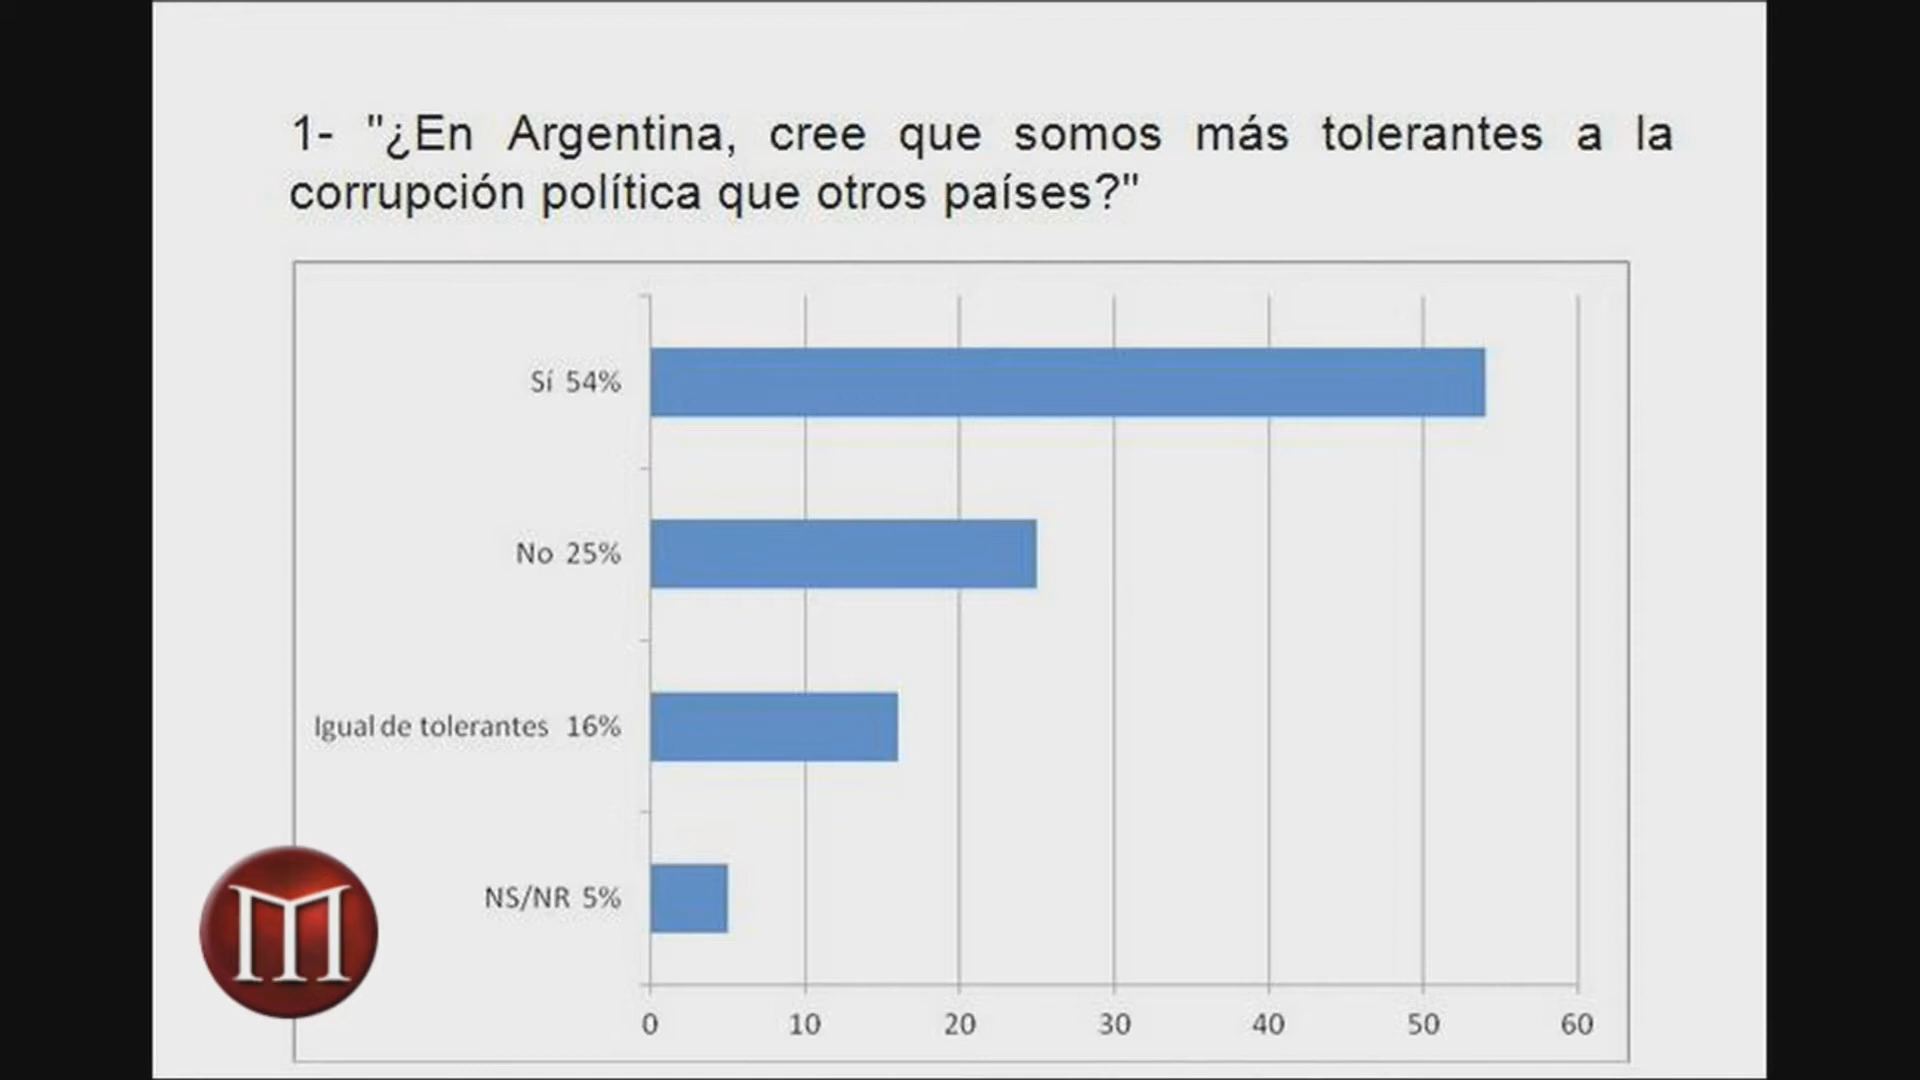 1- "¿En Argentina, cree que somos más tolerantes a la
corrupción política que otros países?"
Sí 54%
No 25%
Igual de tolerantes 16%
NS/NR 5%
0 10 20 30 40 50 60
M